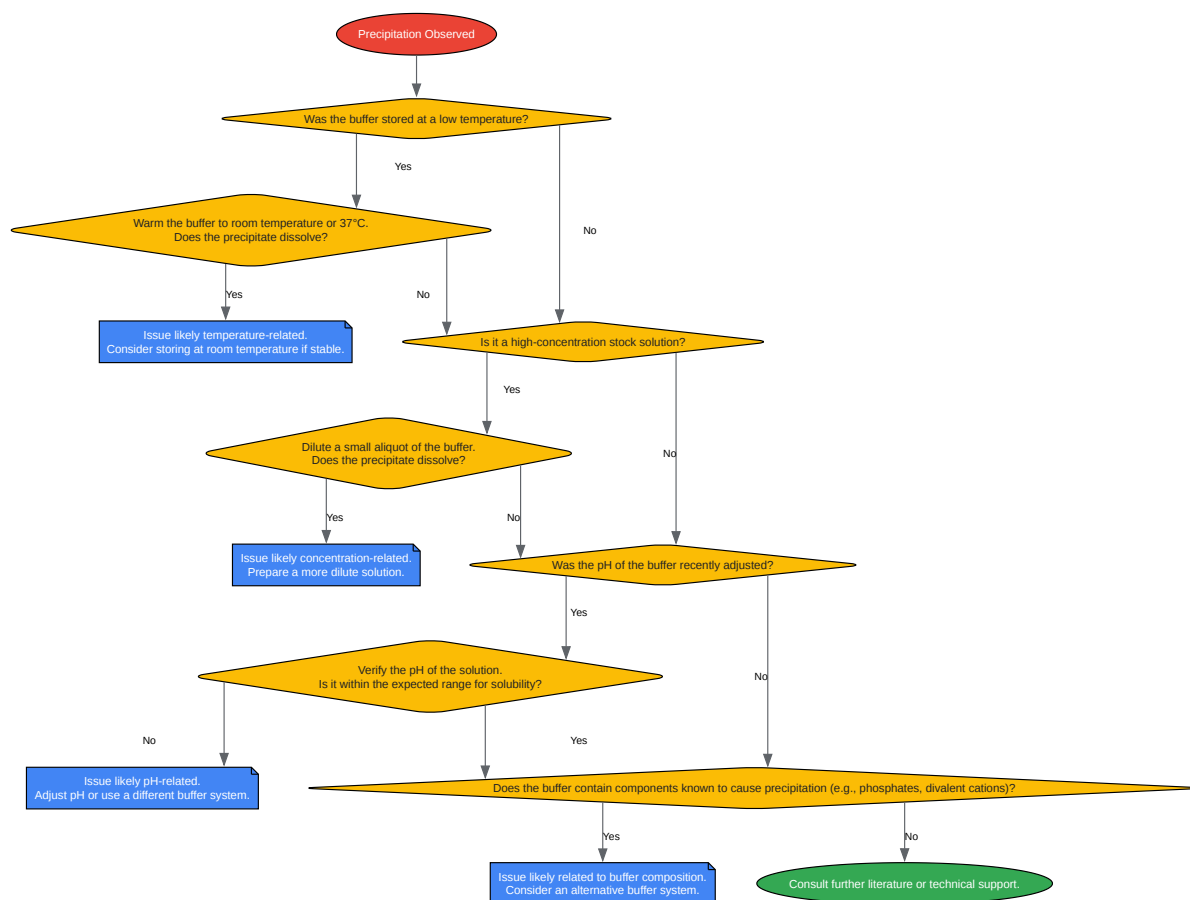 Precipitation Observed
Was the buffer stored at a low temperature?
Yes
No
Warm the buffer to room temperature or 37°C.
Does the precipitate dissolve?
Yes
No
Issue likely temperature-related.
Consider storing at room temperature if stable.
Is it a high-concentration stock solution?
Yes
No
Dilute a small aliquot of the buffer.
Does the precipitate dissolve?
Yes
No
Issue likely concentration-related.
Prepare a more dilute solution.
Was the pH of the buffer recently adjusted?
Yes
No
Verify the pH of the solution.
Is it within the expected range for solubility?
No
Yes
Issue likely pH-related.
Adjust pH or use a different buffer system.
Does the buffer contain components known to cause precipitation (e.g., phosphates, divalent cations)?
Yes
No
Issue likely related to buffer composition.
Consider an alternative buffer system.
Consult further literature or technical support.